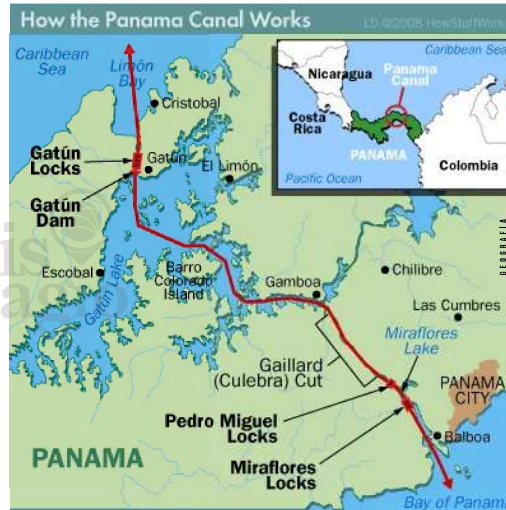 How the Panama Canal Works
LD ©2008 HowStuffWorks
Caribbean
Sea
Limón
Bay
Cristobal
Gatún
Locks
Gatún
El Limón
Gatún
Dam
Escobal
Gatún Lake
Barro
Colorado
Island
Gamboa
Chilibre
Las Cumbres
Miraflores
Lake
Gaillard
(Culebra) Cut
PANAMA
CITY
Pedro Miguel
Locks
Balboa
Miraflores
Locks
PANAMA
Bay of Panam
Caribbean Sea
Nicaragua
Panama
Canal
Costa
Rica
PANAMA
Colombia
Pacific Ocean
GEOGRAFIA
is
agio